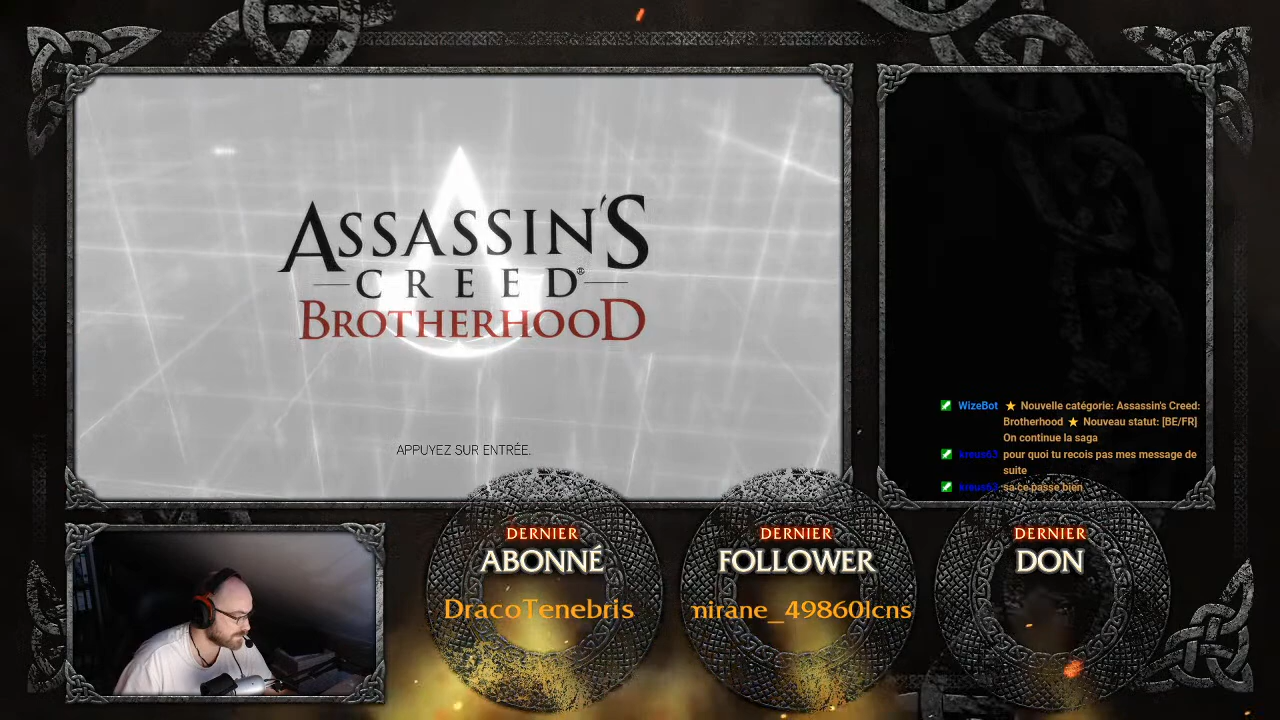 ASSASSIN'S
CREED®
BROTHERHOOD
APPUYEZ SUR ENTRÉE.
WizeBot ⭐ Nouvelle catégorie: Assassin's Creed:
Brotherhood ⭐ Nouveau statut: [BE/FR]
On continue la saga
kreus63 pour quoi tu recois pas mes message de
suite
kreus63 sa ce passe bien
DERNIER
ABONNÉ
DracoTenebris
DERNIER
FOLLOWER
nirane_49860lcns
DERNIER
DON